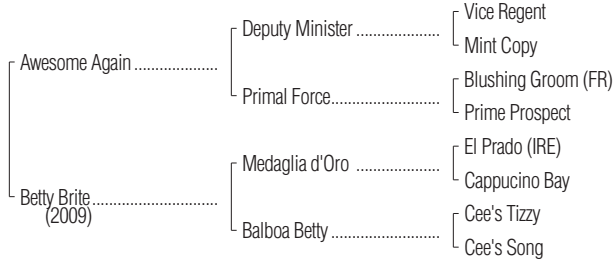 Vice Regent
Deputy Minister ....................
Mint Copy
Awesome Again ....................
Blushing Groom (FR)
Primal Force..........................
Prime Prospect
El Prado (IRE)
Medaglia d'Oro ....................
Cappucino Bay
Betty Brite..............................
(2009)
Cee's Tizzy
Balboa Betty ..........................
Cee's Song